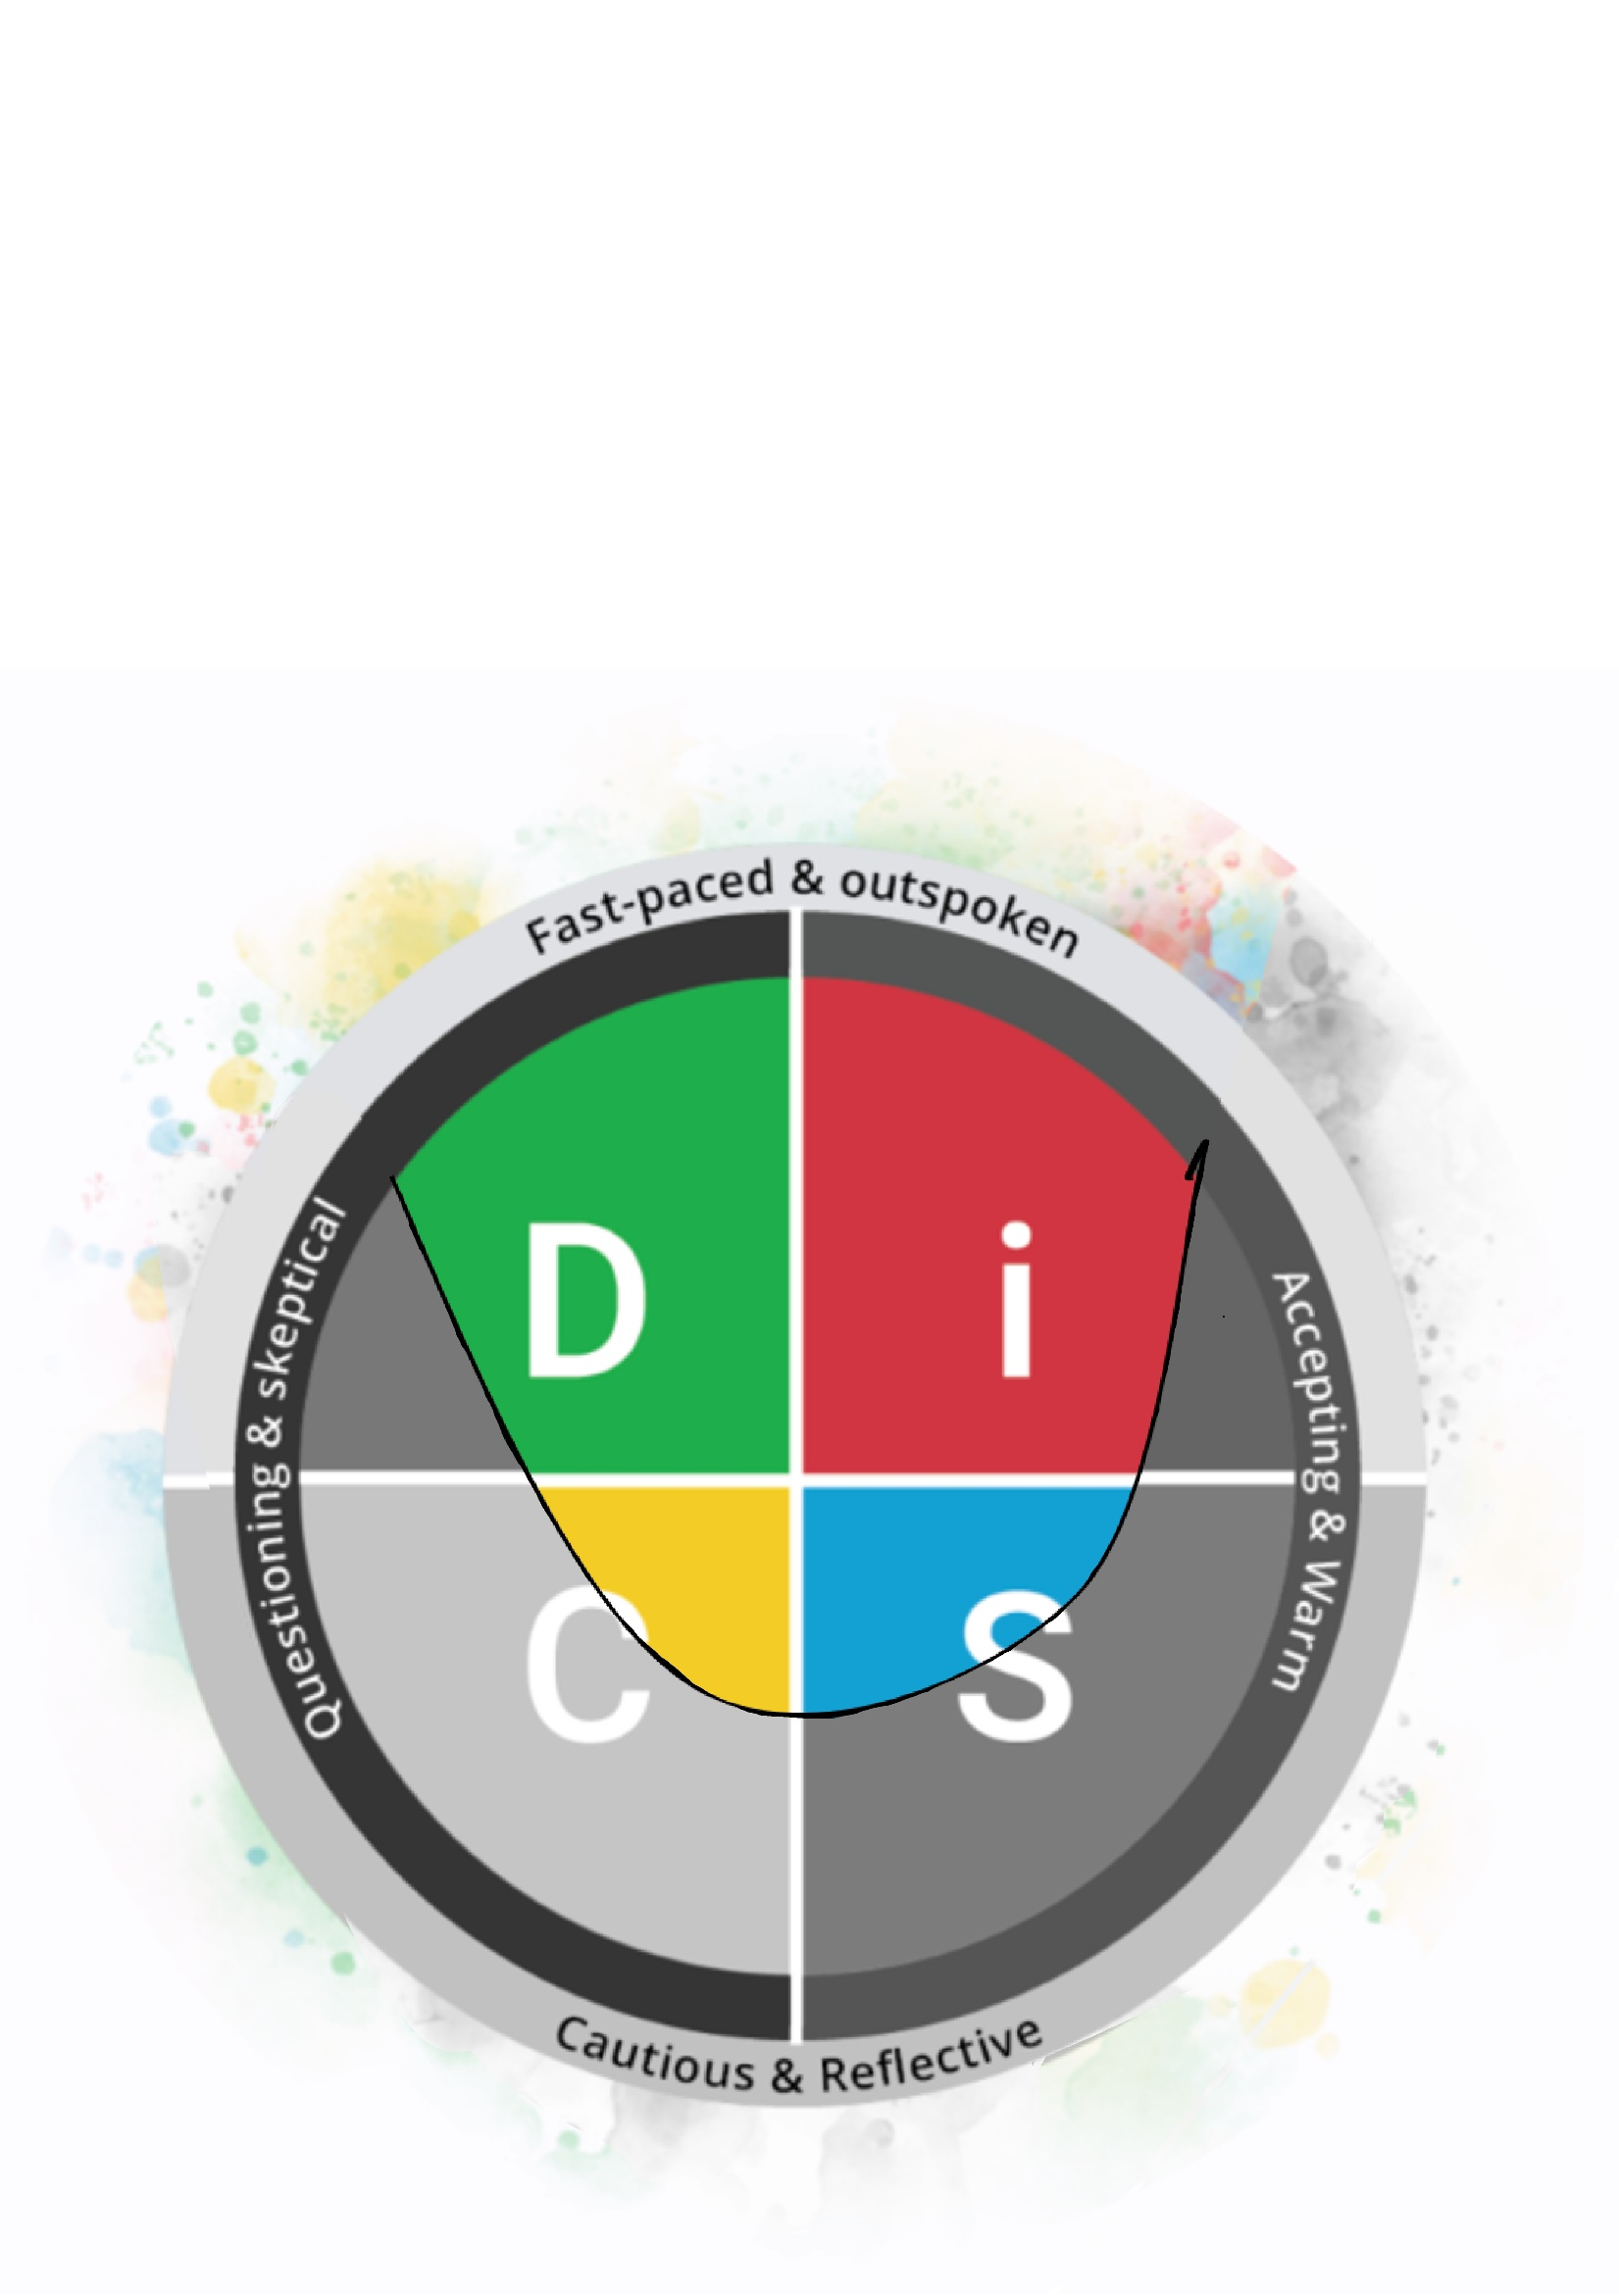 Fast-paced & outspoken
Questioning & skeptical
D
i
Accepting & Warm
C
S
Cautious & Reflective